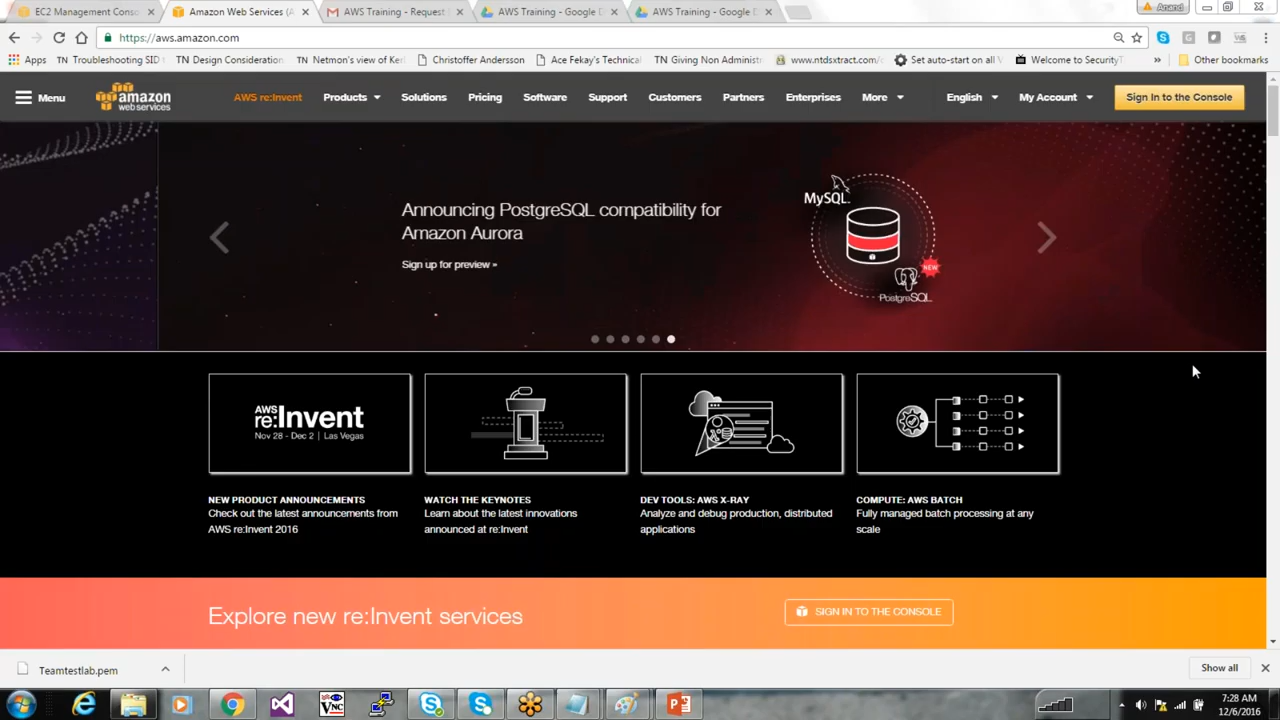 EC2 Management Conso
Amazon Web Services (A
AWS Training - Request
AWS Training - Google D
AWS Training - Google D
Anand
https://aws.amazon.com
Apps
TN Troubleshooting SID
TN Design Consideration
TN Netmon's view of Ker
Christoffer Andersson
Ace Fekay's Technical
TN Giving Non Administr
www.ntdsxtract.com/
Set auto-start on all V
Welcome to SecurityT
»
Other bookmarks
Menu
amazon
web services
AWS re:Invent
Products
Solutions
Pricing
Software
Support
Customers
Partners
Enterprises
More
English
My Account
Sign In to the Console
Announcing PostgreSQL compatibility for
Amazon Aurora
Sign up for preview »
MySQL
NEW
PostgreSQL
AWS
re:Invent
Nov 28 - Dec 2 | Las Vegas
NEW PRODUCT ANNOUNCEMENTS
Check out the latest announcements from
AWS re:Invent 2016
WATCH THE KEYNOTES
Learn about the latest innovations
announced at re:Invent
DEV TOOLS: AWS X-RAY
Analyze and debug production, distributed
applications
COMPUTE: AWS BATCH
Fully managed batch processing at any
scale
Explore new re:Invent services
SIGN IN TO THE CONSOLE
Teamtestlab.pem
Show all
7:28 AM
12/6/2016